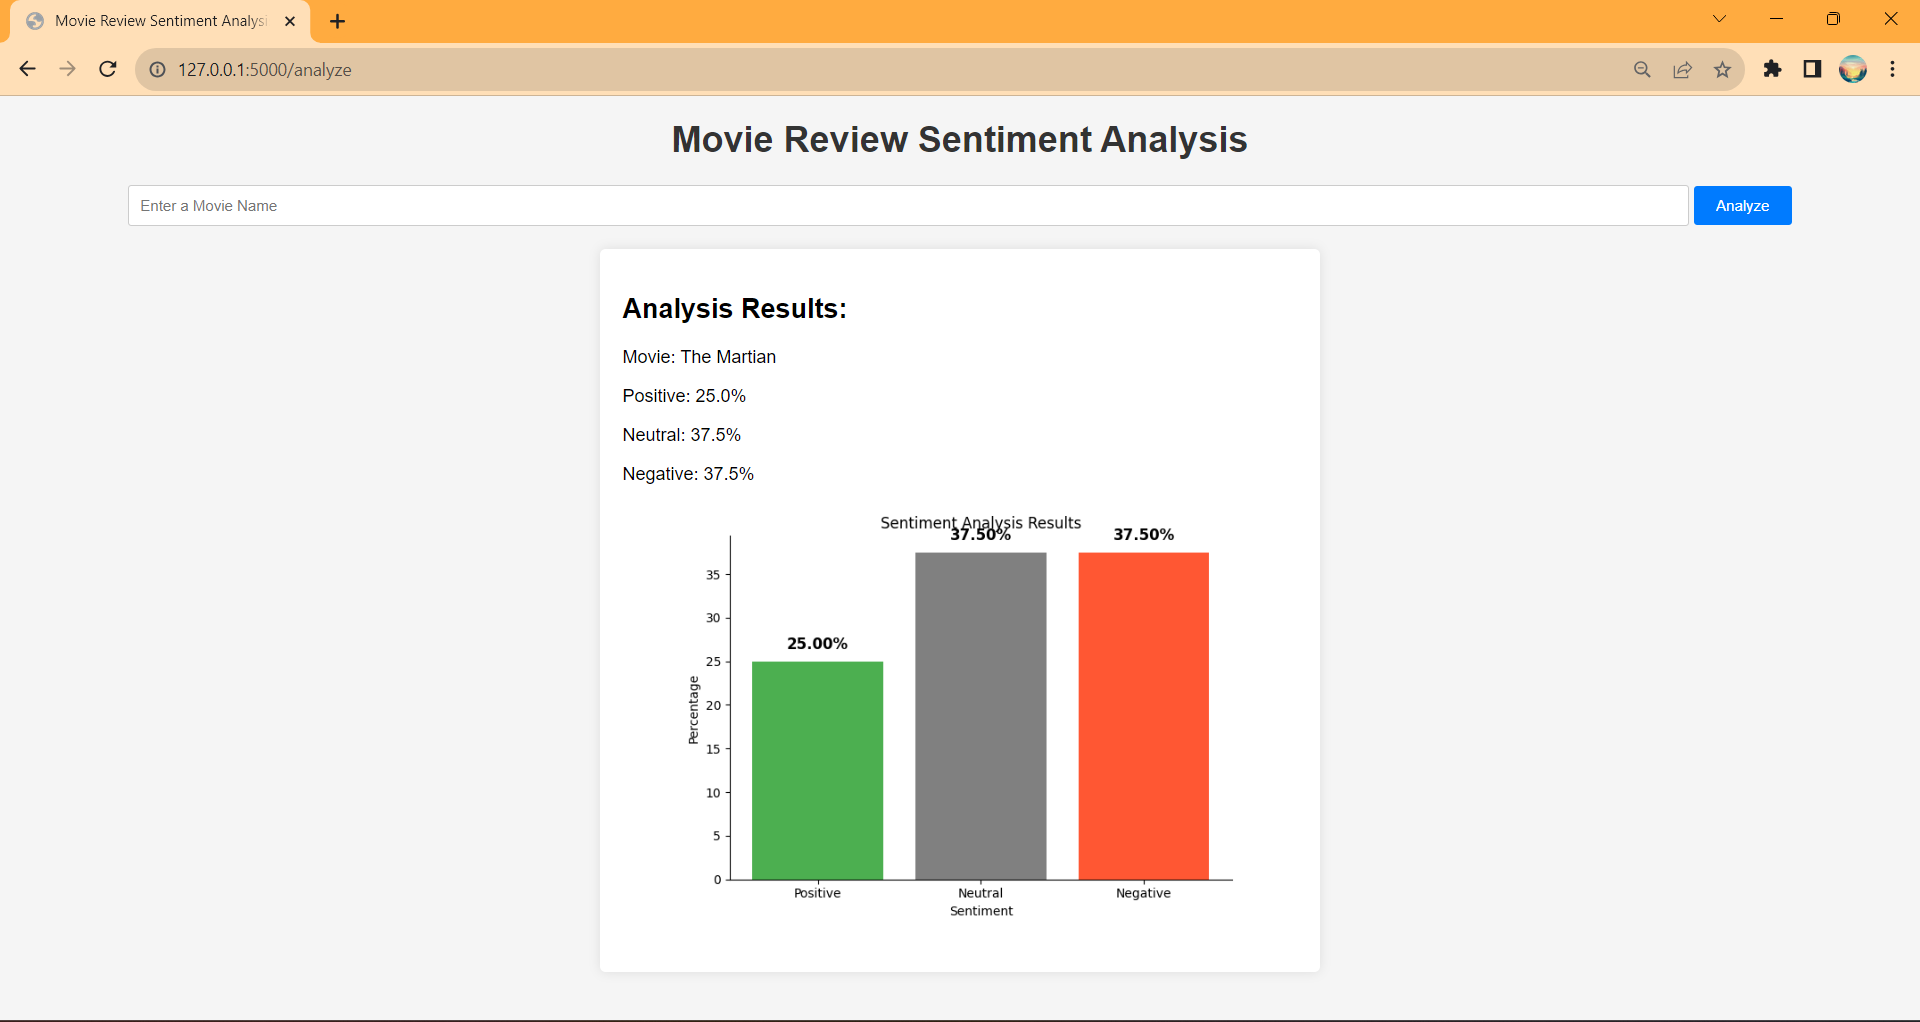 Movie Review Sentiment Analysi
127.0.0.1:5000/analyze
Movie Review Sentiment Analysis
Enter a Movie Name
Analyze
Analysis Results:
Movie: The Martian
Positive: 25.0%
Neutral: 37.5%
Negative: 37.5%
Sentiment Analysis Results
37.50%
37.50%
25.00%
35
30
25
20
15
10
5
0
Percentage
Positive
Neutral
Negative
Sentiment